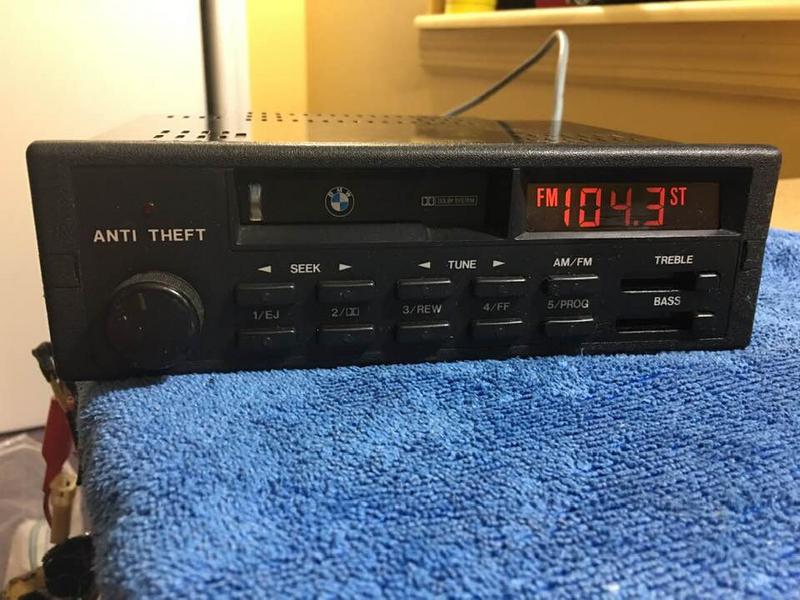 BMW
DOLBY SYSTEM
FM 104.3 ST
ANTI THEFT
◄ SEEK ►
◄ TUNE ►
AM/FM
TREBLE
1/EJ
2/
3/REW
4/FF
5/PROG
BASS